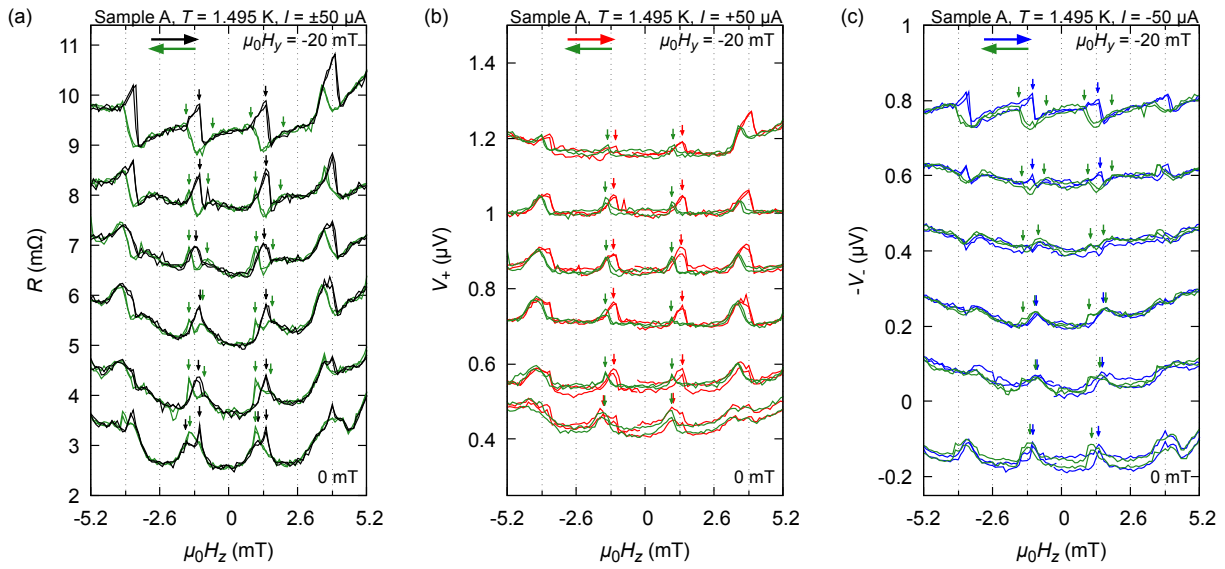 (a)
Sample A, T = 1.495 K, I = ±50 µA
µ0Hy = -20 mT
11
10
9
8
7
6
5
4
3
2
R (mΩ)
0 mT
-5.2 -2.6 0 2.6 5.2
µ0Hz (mT)
(b)
Sample A, T = 1.495 K, I = +50 µA
µ0Hy = -20 mT
1.4
1.2
1
0.8
0.6
0.4
V+ (µV)
0 mT
-5.2 -2.6 0 2.6 5.2
µ0Hz (mT)
(c)
Sample A, T = 1.495 K, I = -50 µA
µ0Hy = -20 mT
1
0.8
0.6
0.4
0.2
0
-0.2
-V- (µV)
0 mT
-5.2 -2.6 0 2.6 5.2
µ0Hz (mT)